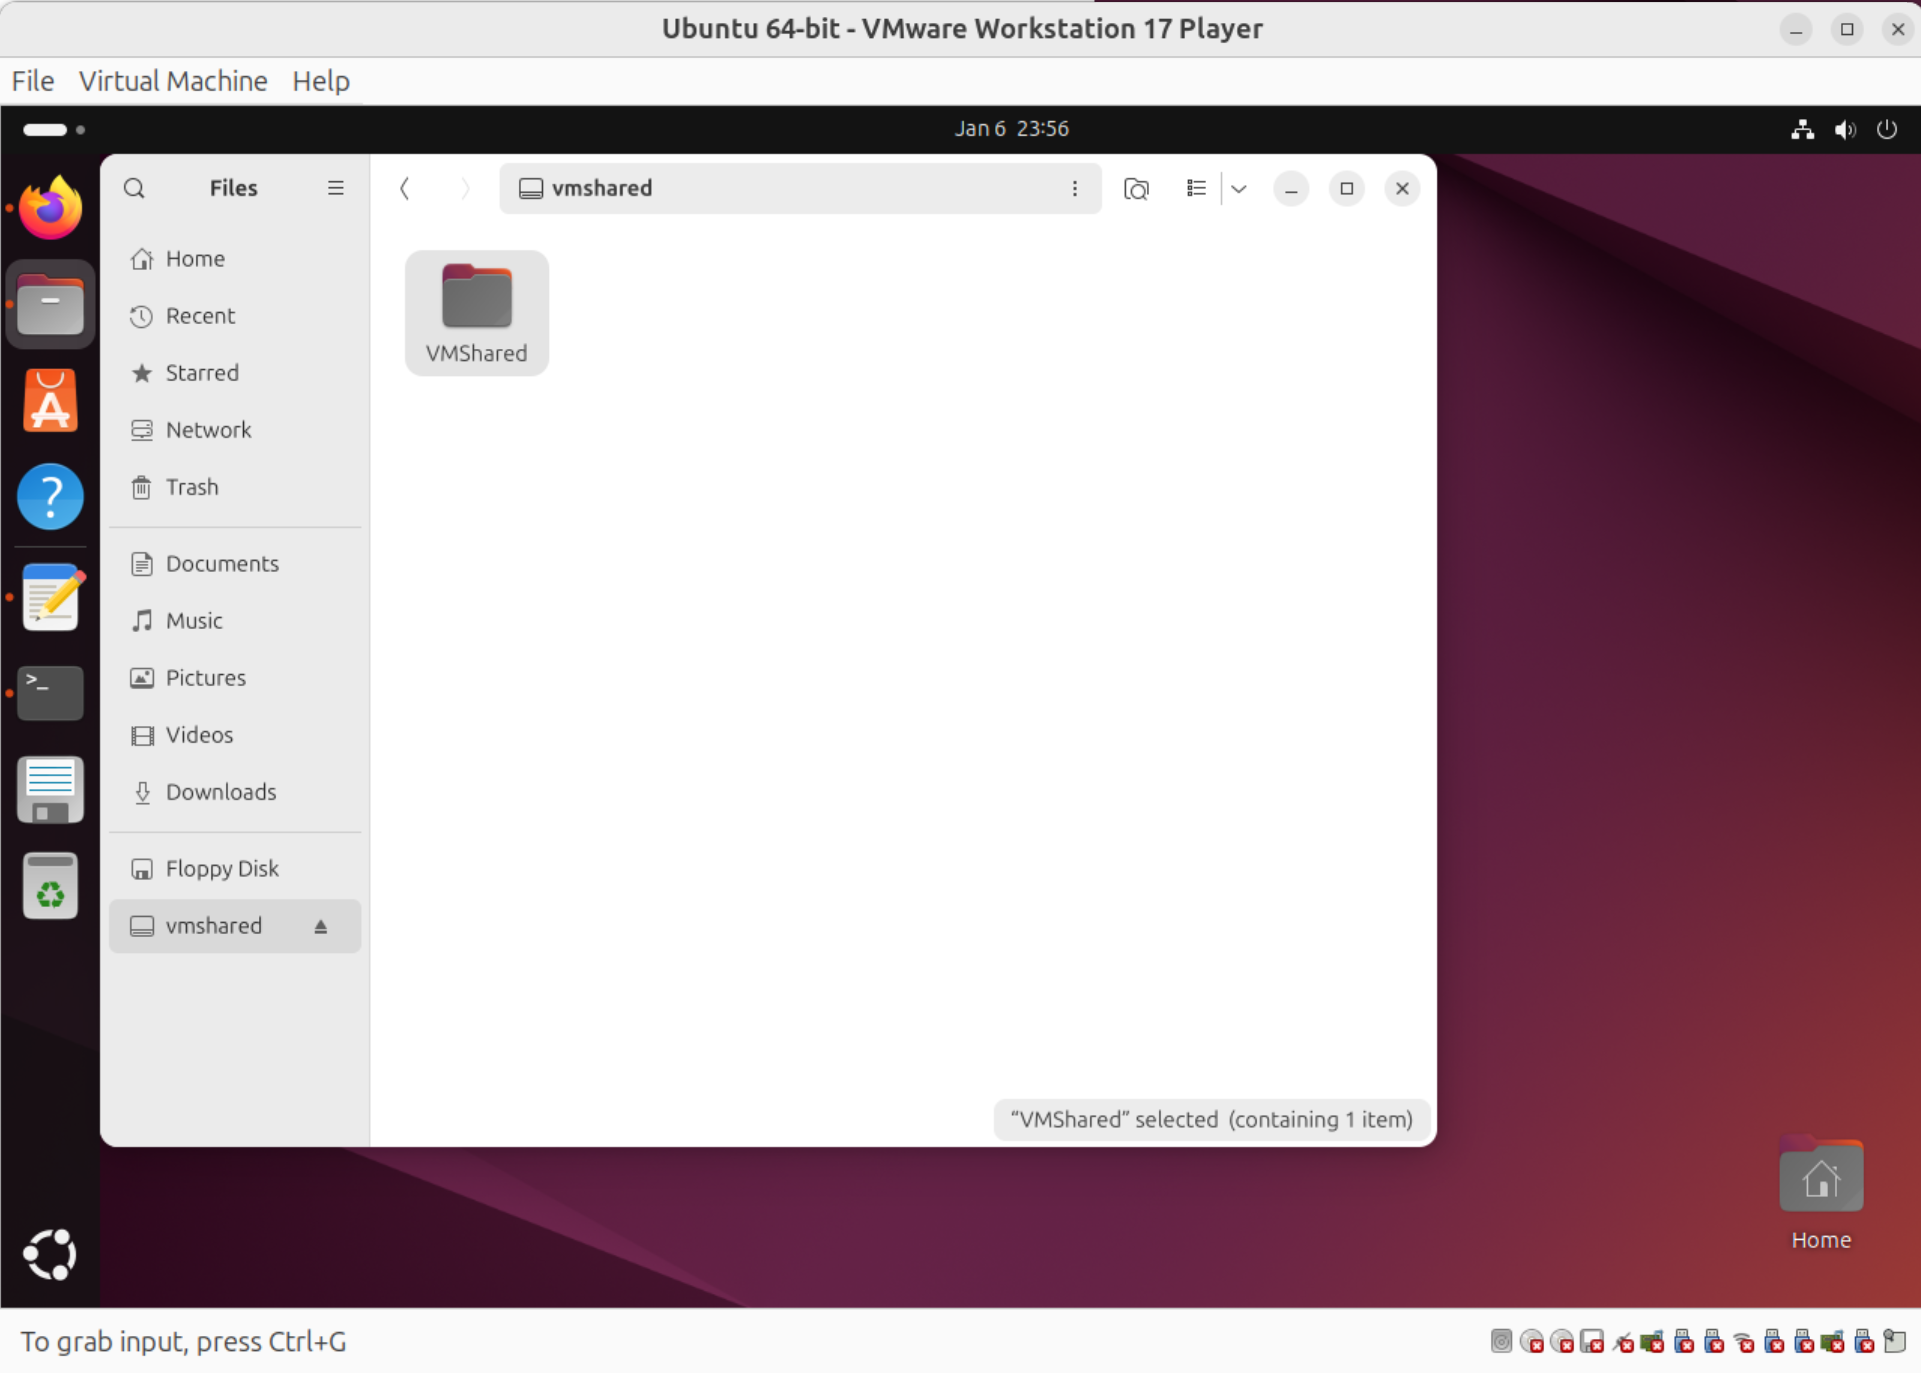 Ubuntu 64-bit - VMware Workstation 17 Player
File Virtual Machine Help
Jan 6 23:56
Files
vmshared
Home
Recent
Starred
Network
Trash
Documents
Music
Pictures
Videos
Downloads
Floppy Disk
vmshared
VMShared
“VMShared” selected (containing 1 item)
Home
To grab input, press Ctrl+G